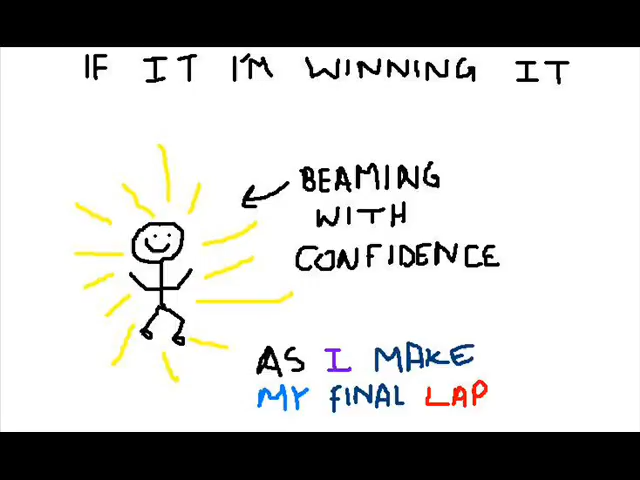 IF IT I'M WINNING IT
BEAMING
WITH
CONFIDENCE
AS I MAKE
MY FINAL LAP